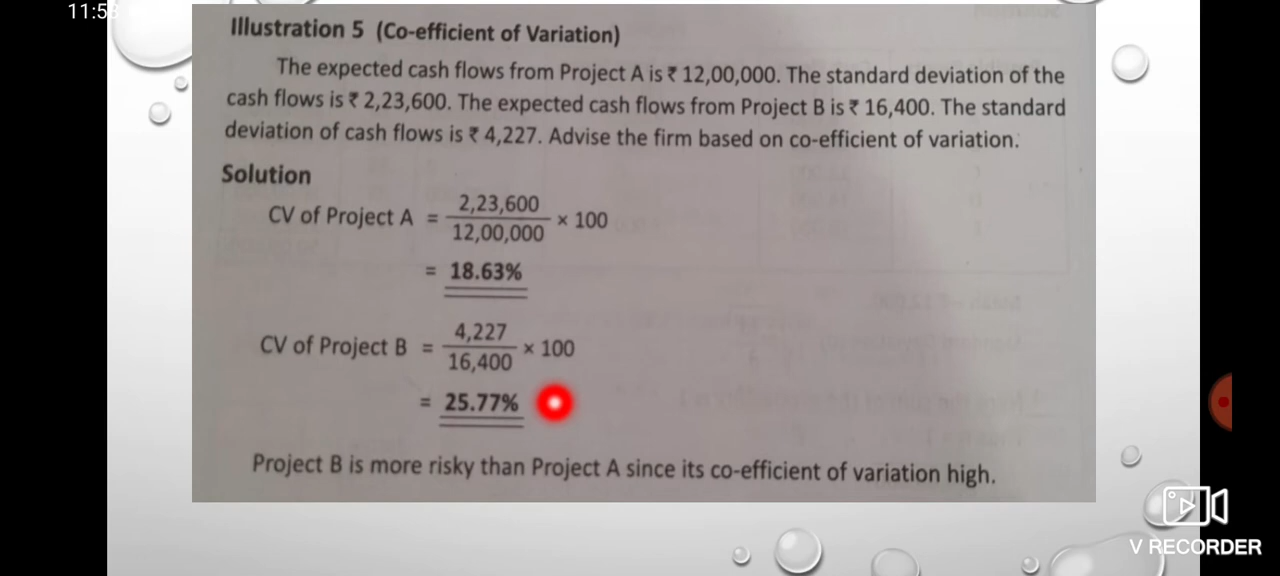 11:5
Illustration 5 (Co-efficient of Variation)
The expected cash flows from Project A is ₹ 12,00,000. The standard deviation of the
cash flows is ₹ 2,23,600. The expected cash flows from Project B is ₹ 16,400. The standard
deviation of cash flows is ₹ 4,227. Advise the firm based on co-efficient of variation.
Solution
CV of Project A = 2,23,600 / 12,00,000 × 100
= 18.63%
CV of Project B = 4,227 / 16,400 × 100
= 25.77%
Project B is more risky than Project A since its co-efficient of variation high.
V RECORDER